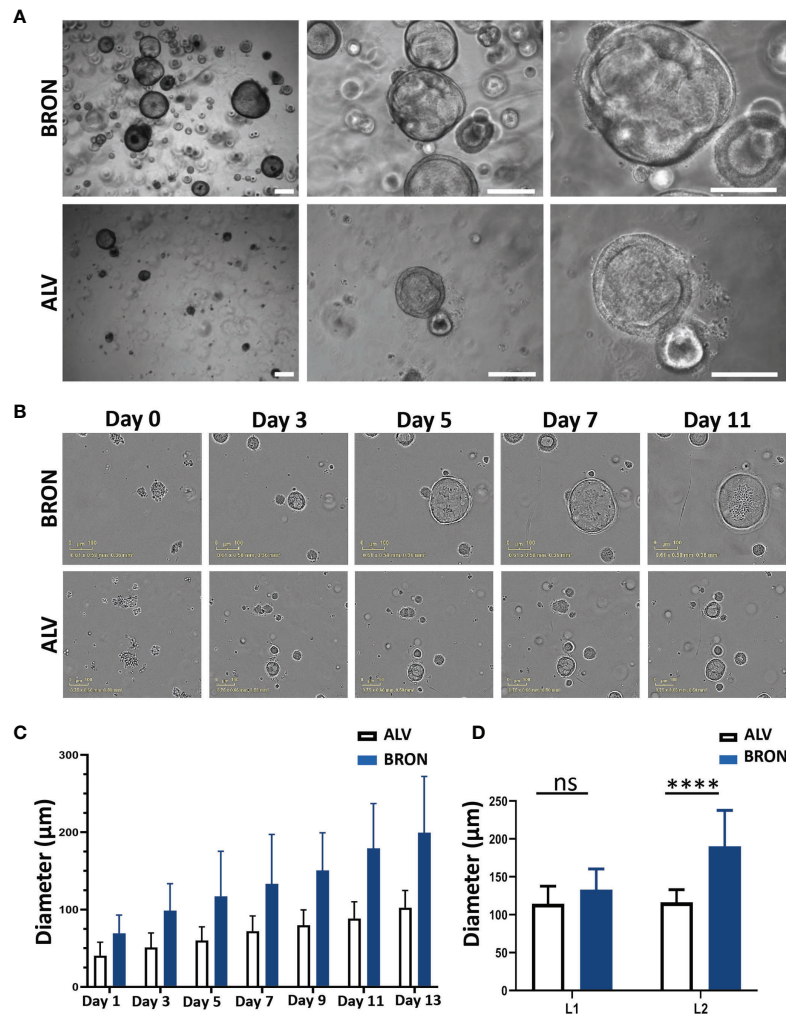 A
BRON
ALV
B
Day 0 Day 3 Day 5 Day 7 Day 11
BRON
ALV
C
ALV
BRON
Diameter (µm)
300
200
100
0
Day 1 Day 3 Day 5 Day 7 Day 9 Day 11 Day 13
D
ALV
BRON
ns ****
Diameter (µm)
250
200
150
100
50
0
L1 L2